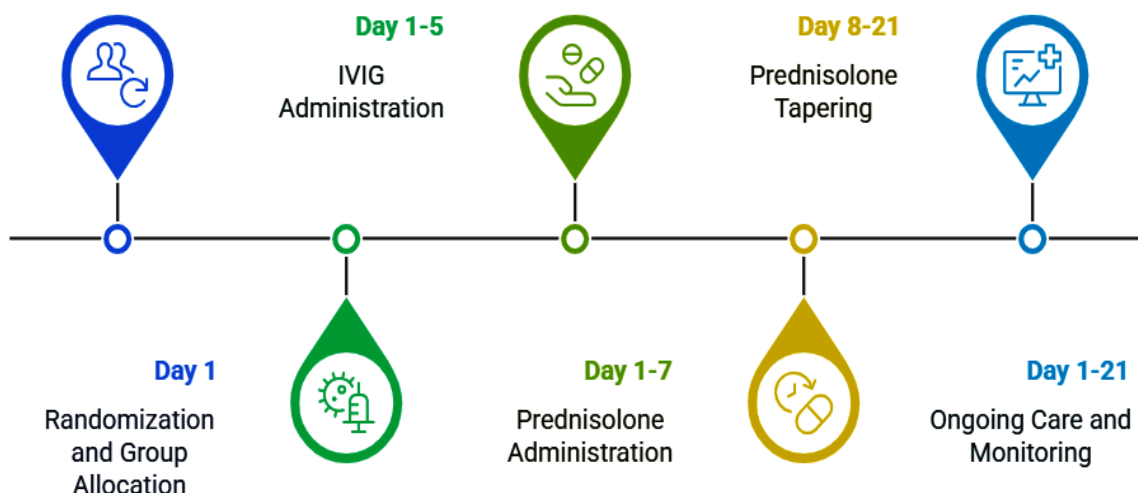 Day 1
Randomization
and Group
Allocation
Day 1-5
IVIG
Administration
Day 1-7
Prednisolone
Administration
Day 8-21
Prednisolone
Tapering
Day 1-21
Ongoing Care and
Monitoring